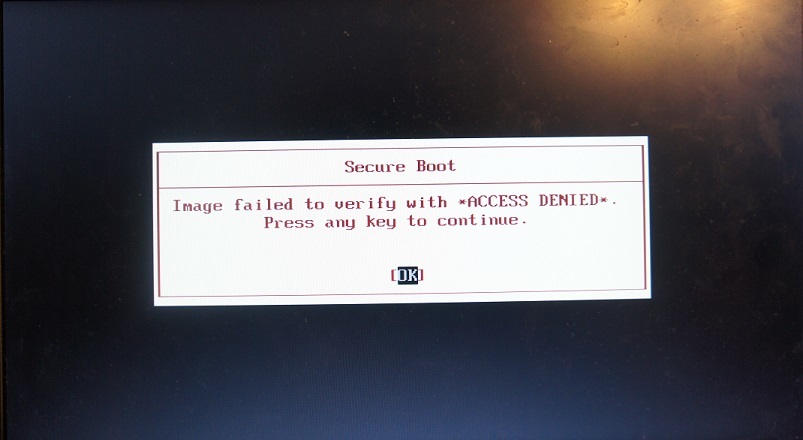 Secure Boot
Image failed to verify with *ACCESS DENIED*.
Press any key to continue.
[OK]